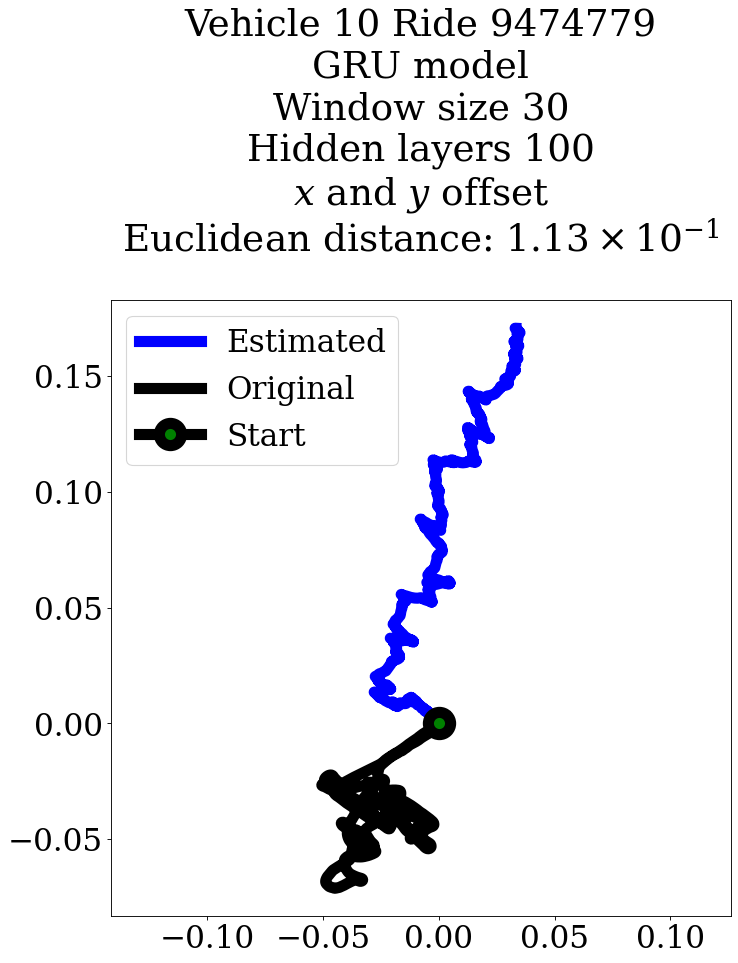 Vehicle 10 Ride 9474779
GRU model
Window size 30
Hidden layers 100
x and y offset
Euclidean distance: 1.13 × 10⁻¹
Estimated
Original
Start
0.15
0.10
0.05
0.00
−0.05
−0.10 −0.05 0.00 0.05 0.10